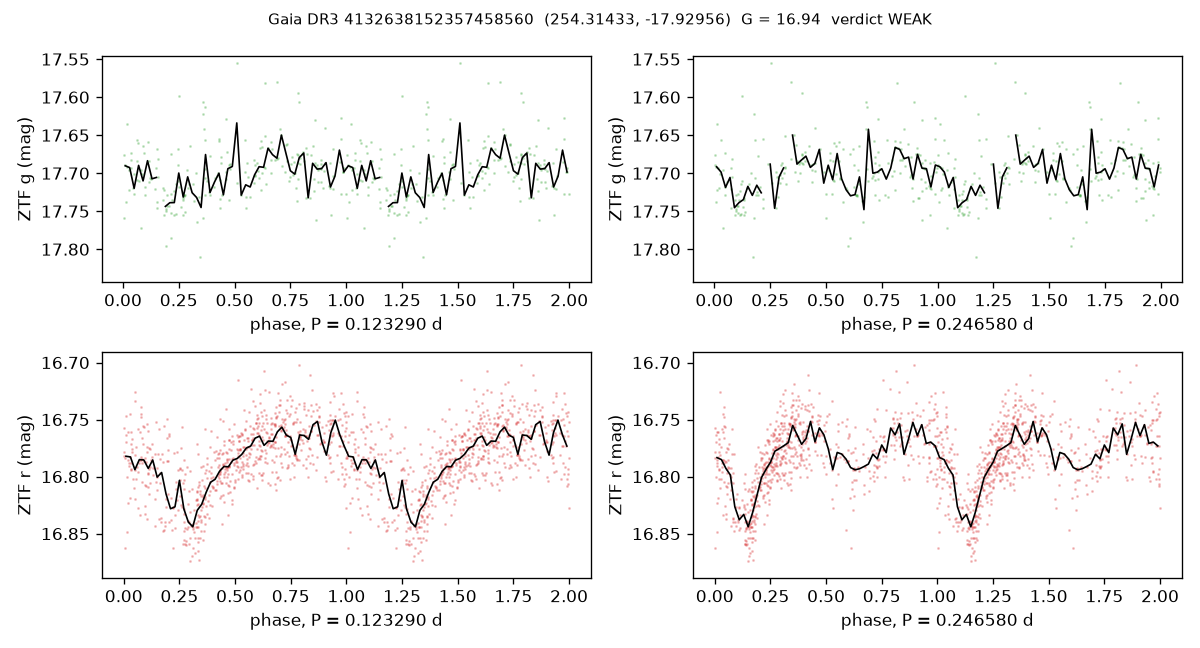 Gaia DR3 4132638152357458560  (254.31433, -17.92956)  G = 16.94  verdict WEAK
17.55
17.60
17.65
17.70
17.75
17.80
ZTF g (mag)
0.00 0.25 0.50 0.75 1.00 1.25 1.50 1.75 2.00
phase, P = 0.123290 d
17.55
17.60
17.65
17.70
17.75
17.80
ZTF g (mag)
0.00 0.25 0.50 0.75 1.00 1.25 1.50 1.75 2.00
phase, P = 0.246580 d
16.70
16.75
16.80
16.85
ZTF r (mag)
0.00 0.25 0.50 0.75 1.00 1.25 1.50 1.75 2.00
phase, P = 0.123290 d
16.70
16.75
16.80
16.85
ZTF r (mag)
0.00 0.25 0.50 0.75 1.00 1.25 1.50 1.75 2.00
phase, P = 0.246580 d